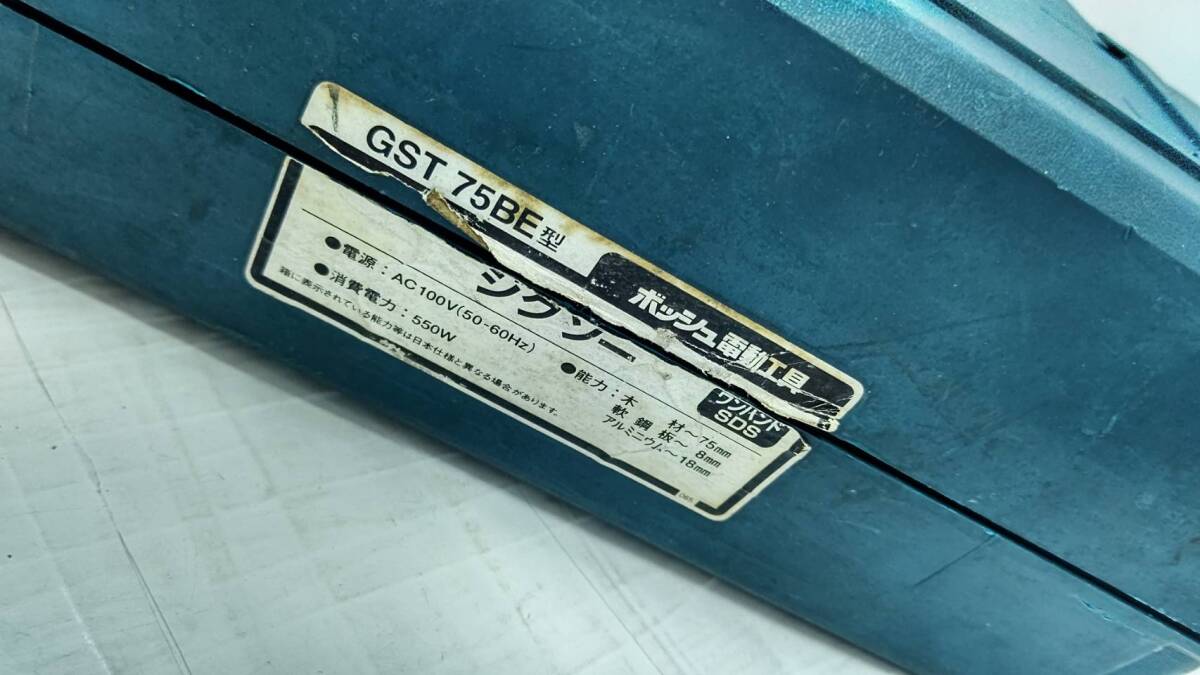 GST 75BE型
ボッシュ電動工具
ジグソー
ワンハンド
SDS
●電源：AC100V(50-60Hz)
●消費電力：550W
箱に表示されている能力等は日本仕様と異なる場合があります。
●能力：木　　材〜75mm
軟 鋼 板〜 8mm
アルミニウム〜18mm